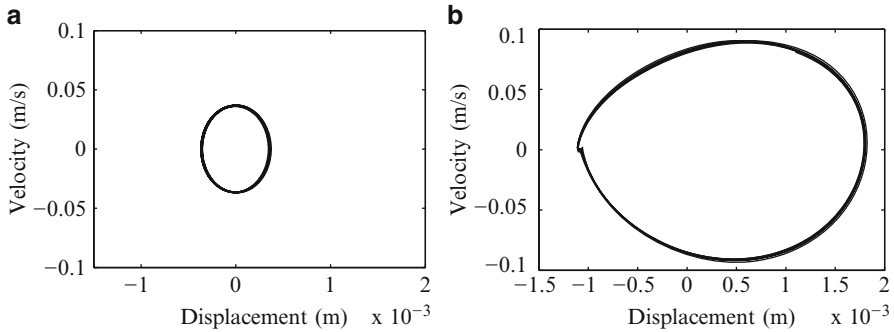 a
0.1
0.05
0
−0.05
−0.1
Velocity (m/s)
−1 0 1 2
Displacement (m) x 10⁻³
b
0.1
0.05
0
−0.05
−0.1
Velocity (m/s)
−1.5 −1 −0.5 0 0.5 1 1.5 2
Displacement (m) x 10⁻³